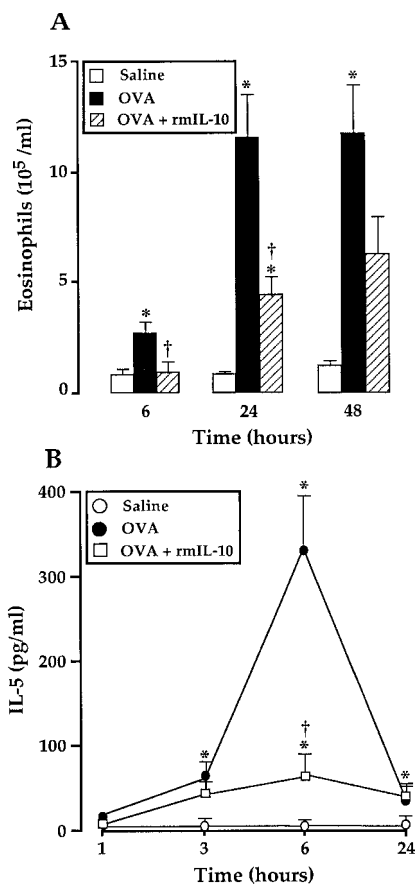 A
15
10
5
0
Eosinophils (10⁵/ml)
Saline
OVA
OVA + rmIL-10
*
*
*
†
†
*
6
24
48
Time (hours)
B
400
300
200
100
0
IL-5 (pg/ml)
Saline
OVA
OVA + rmIL-10
*
*
†
*
*
1
3
6
24
Time (hours)